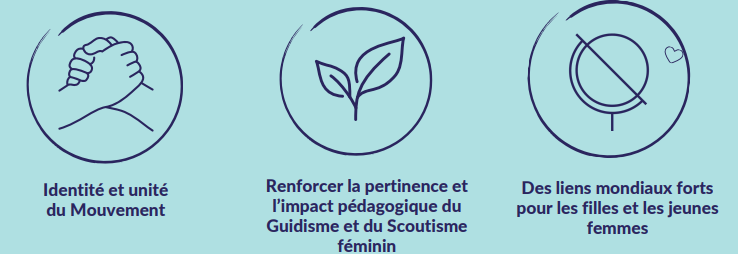 Identité et unité
du Mouvement
Renforcer la pertinence et
l'impact pédagogique du
Guidisme et du Scoutisme
féminin
Des liens mondiaux forts
pour les filles et les jeunes
femmes